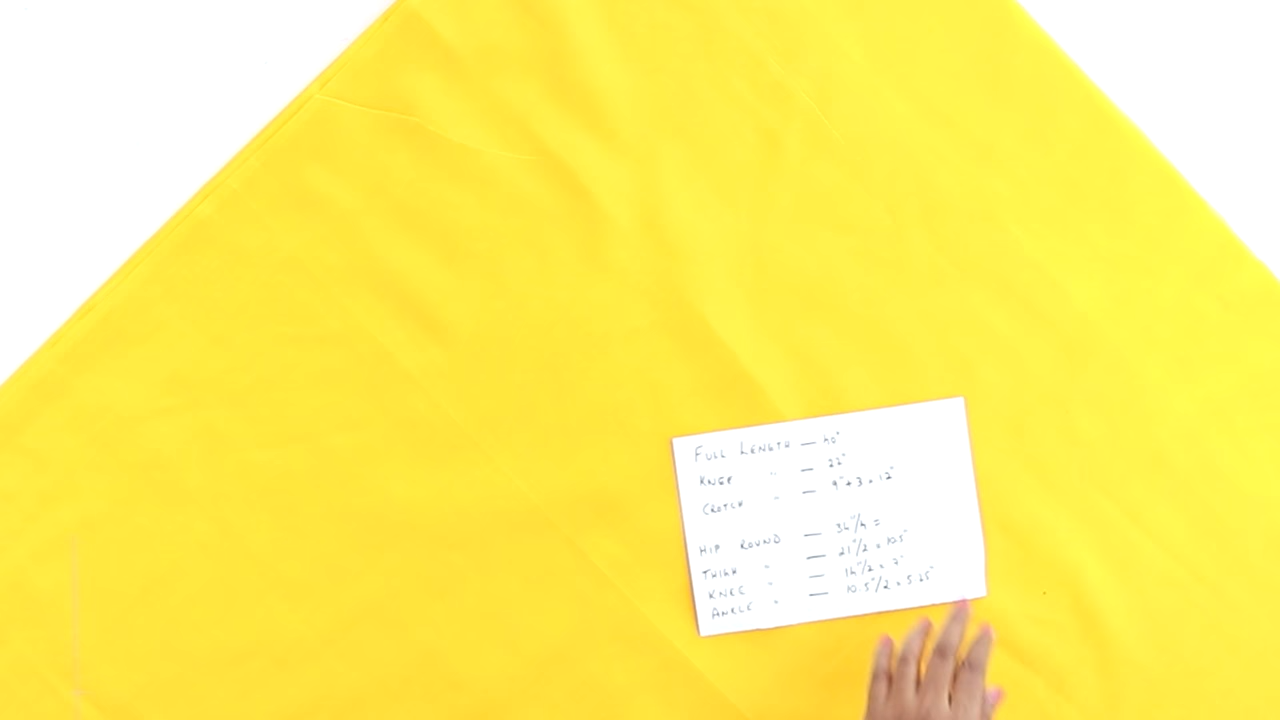 FULL LENGTH — 40"
KNEE " — 22"
CROTCH " — 9"+3 = 12"
HIP ROUND — 34"/4 =
THIGH " — 21"/2 = 10.5"
KNEE " — 14"/2 = 7"
ANKLE " — 10.5"/2 = 5.25"